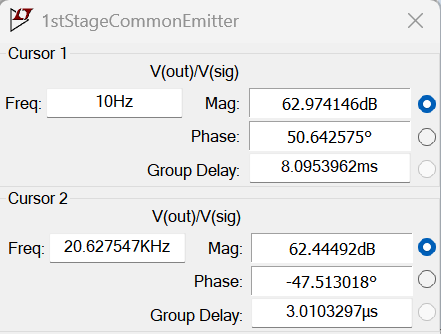 1stStageCommonEmitter
Cursor 1
V(out)/V(sig)
Freq: 10Hz Mag: 62.974146dB
Phase: 50.642575°
Group Delay: 8.0953962ms
Cursor 2
V(out)/V(sig)
Freq: 20.627547KHz Mag: 62.44492dB
Phase: -47.513018°
Group Delay: 3.0103297µs